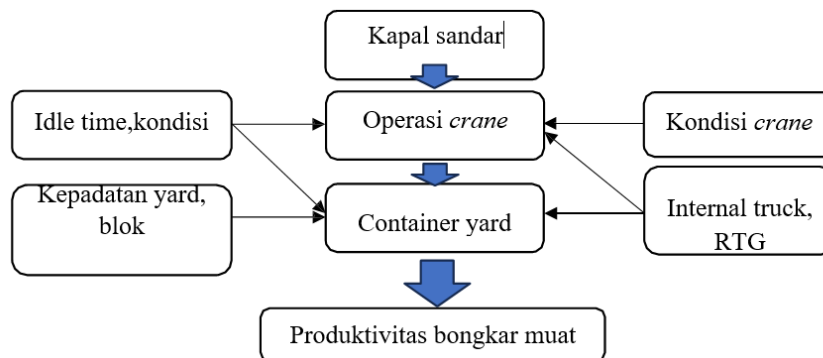 Kapal sandar
Idle time,kondisi
Operasi crane
Kondisi crane
Kepadatan yard,
blok
Container yard
Internal truck,
RTG
Produktivitas bongkar muat